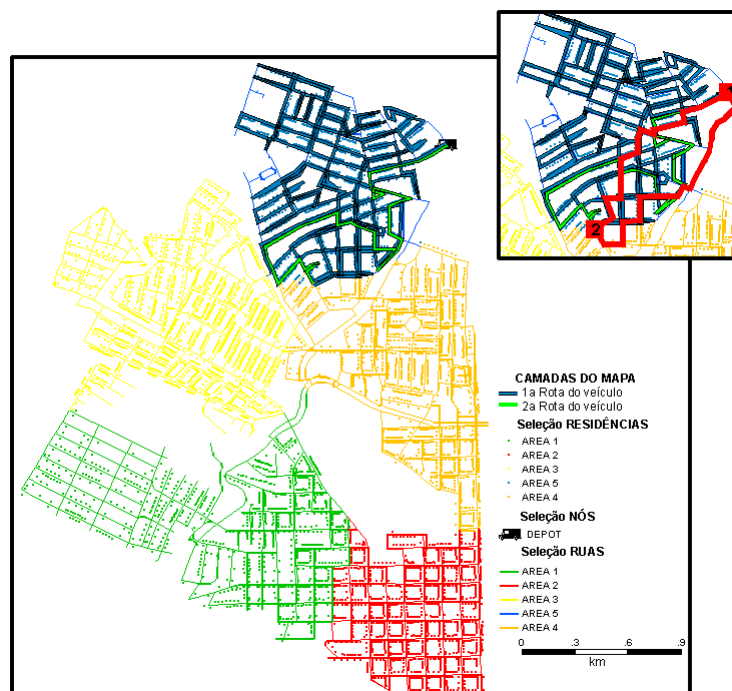 2
CAMADAS DO MAPA
1a Rota do veículo
2a Rota do veículo
Seleção RESIDÊNCIAS
AREA 1
AREA 2
AREA 3
AREA 5
AREA 4
Seleção NÓS
DEPOT
Seleção RUAS
AREA 1
AREA 2
AREA 3
AREA 5
AREA 4
0 .3 .6 .9
km